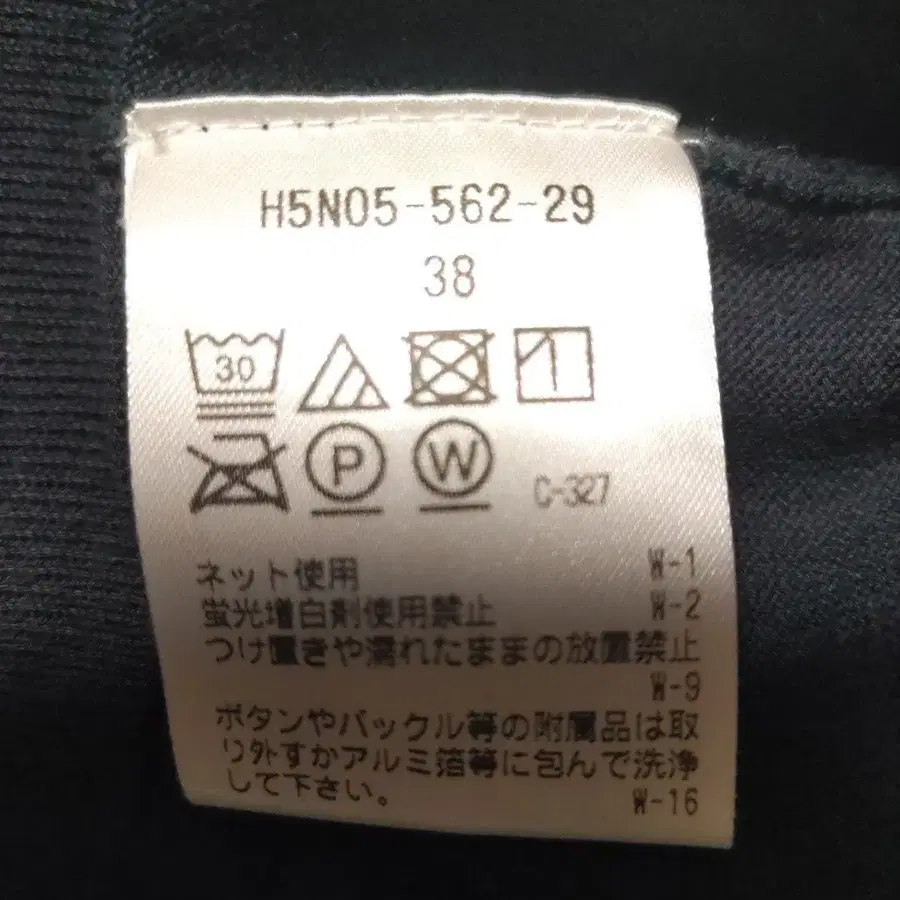 H5N05-562-29
38
30
P W C-327
ネット使用 W-1
蛍光増白剤使用禁止 W-2
つけ置きや濡れたままの放置禁止
W-9
ボタンやバックル等の附属品は取
り外すかアルミ箔等に包んで洗浄
して下さい。
W-16